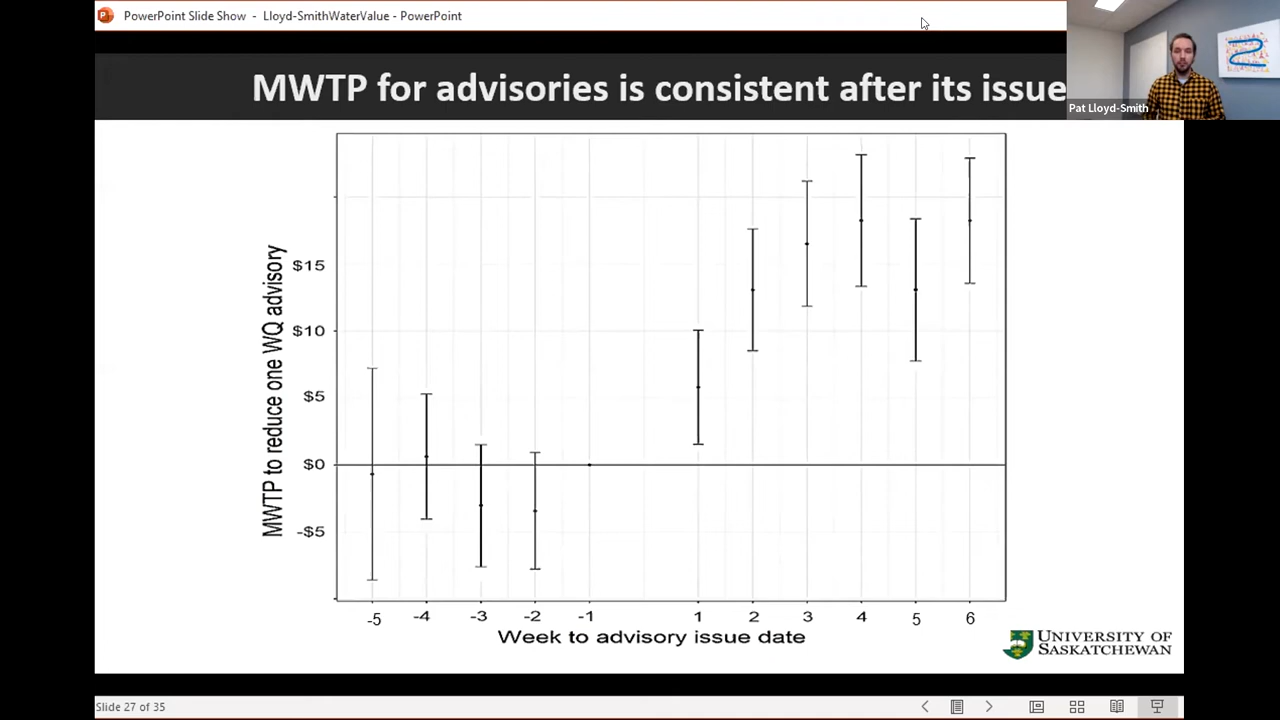 PowerPoint Slide Show - Lloyd-SmithWaterValue - PowerPoint
MWTP for advisories is consistent after its issue
Pat Lloyd-Smith
MWTP to reduce one WQ advisory
$15
$10
$5
$0
-$5
-5 -4 -3 -2 -1 1 2 3 4 5 6
Week to advisory issue date
UNIVERSITY OF
SASKATCHEWAN
Slide 27 of 35